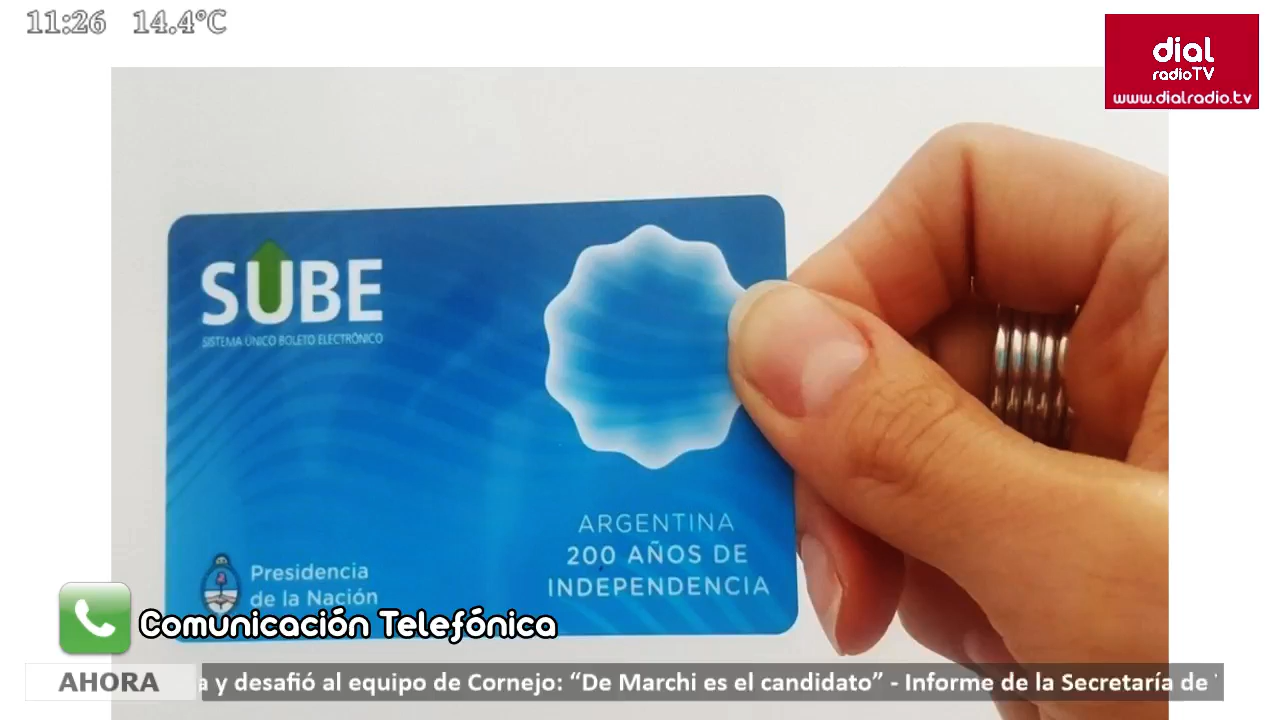 11:26 14.4°C
dial
radioTV
www.dialradio.tv
SUBE
SISTEMA ÚNICO BOLETO ELECTRÓNICO
ARGENTINA
200 AÑOS DE
INDEPENDENCIA
Presidencia
de la Nación
Comunicación Telefónica
AHORA
y desafió al equipo de Cornejo: “De Marchi es el candidato” - Informe de la Secretaría de